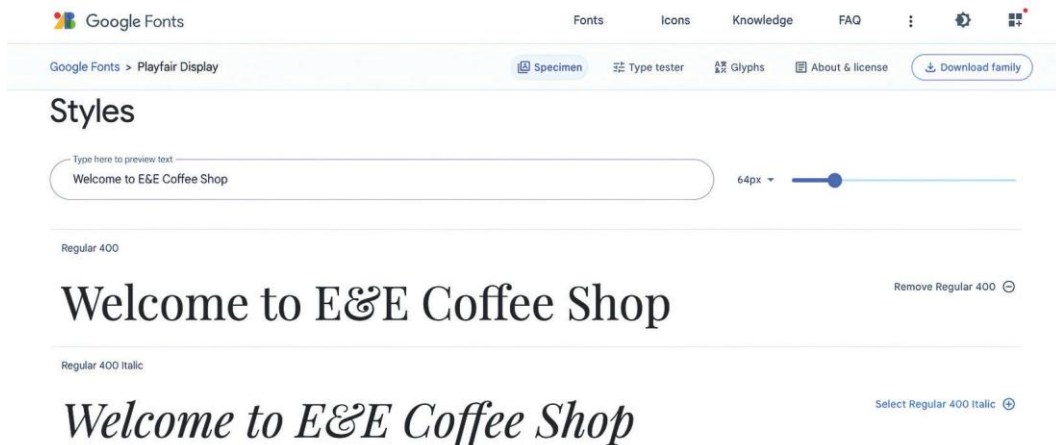 Google Fonts Fonts Icons Knowledge FAQ
Google Fonts > Playfair Display Specimen Type tester Glyphs About & license Download family
Styles
Type here to preview text
Welcome to E&E Coffee Shop 64px
Regular 400
Welcome to E&E Coffee Shop Remove Regular 400
Regular 400 Italic
Welcome to E&E Coffee Shop Select Regular 400 Italic